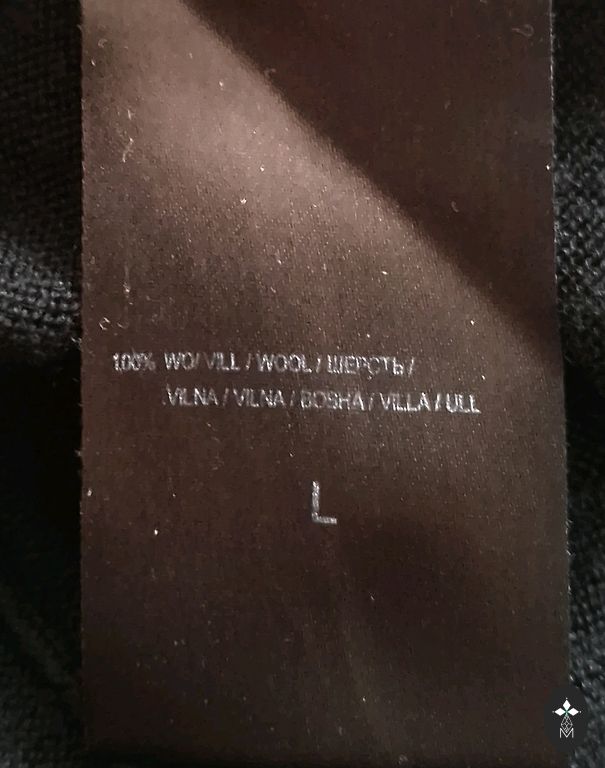 100% WO/ VILL / WOOL / ШЕРСТЬ /
VILNA / VILNA / ВОВНА / VILLA / ULL
L
M